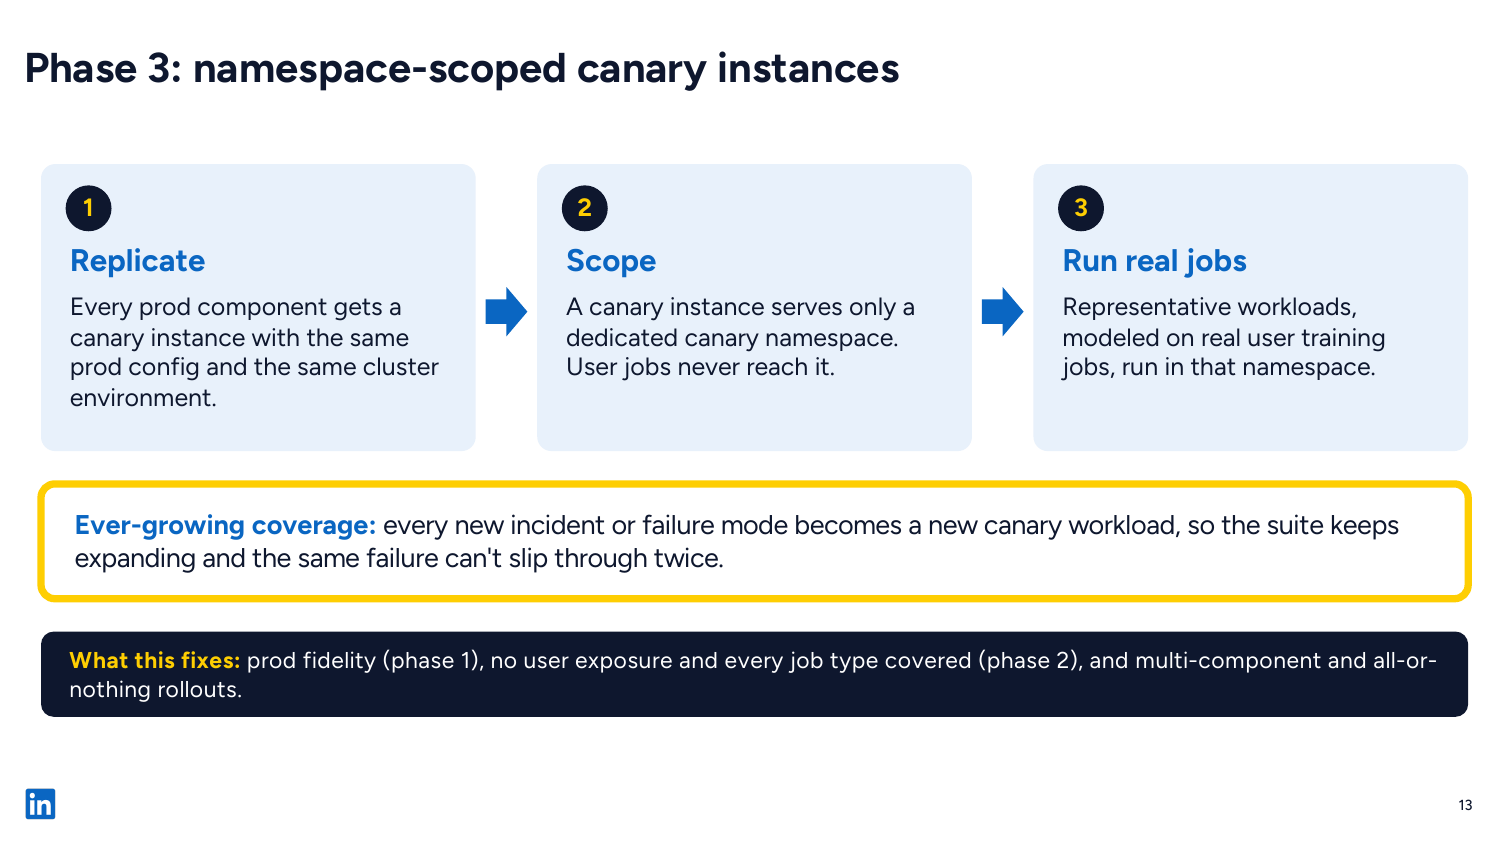 Phase 3: namespace-scoped canary instances
1
Replicate
Every prod component gets a
canary instance with the same
prod config and the same cluster
environment.
2
Scope
A canary instance serves only a
dedicated canary namespace.
User jobs never reach it.
3
Run real jobs
Representative workloads,
modeled on real user training
jobs, run in that namespace.
Ever-growing coverage: every new incident or failure mode becomes a new canary workload, so the suite keeps
expanding and the same failure can't slip through twice.
What this fixes: prod fidelity (phase 1), no user exposure and every job type covered (phase 2), and multi-component and all-or-
nothing rollouts.
in
13